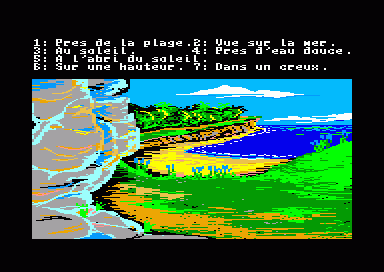 1: Pres de la plage.2: Vue sur la mer.
3: Au soleil.       4: Pres d'eau douce.
5: A l'abri du soleil.
6: Sur une hauteur. 7: Dans un creux.